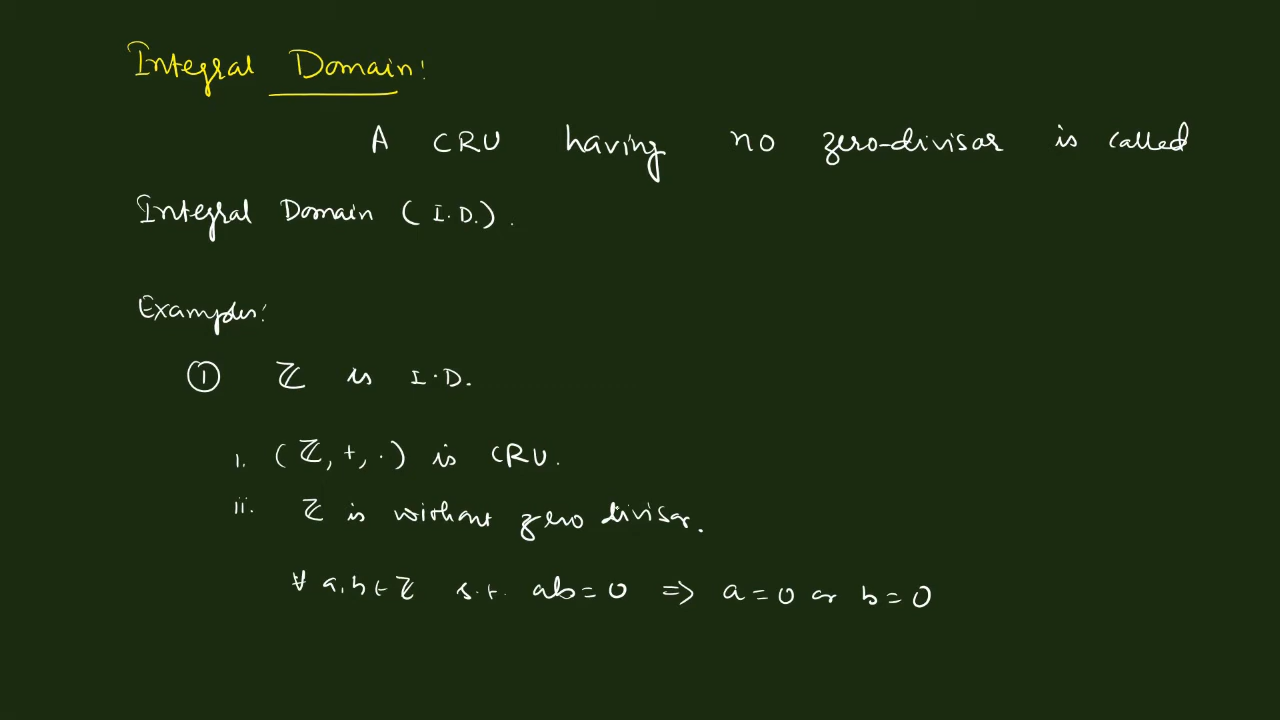 Integral Domain:
A CRU having no zero-divisor is called
Integral Domain (I.D.).
Examples:
① ℤ is I.D.
i. (ℤ, +, ·) is CRU.
ii. ℤ is without zero divisor.
∀ a, b ∈ ℤ s.t. ab = 0 ⇒ a = 0 or b = 0